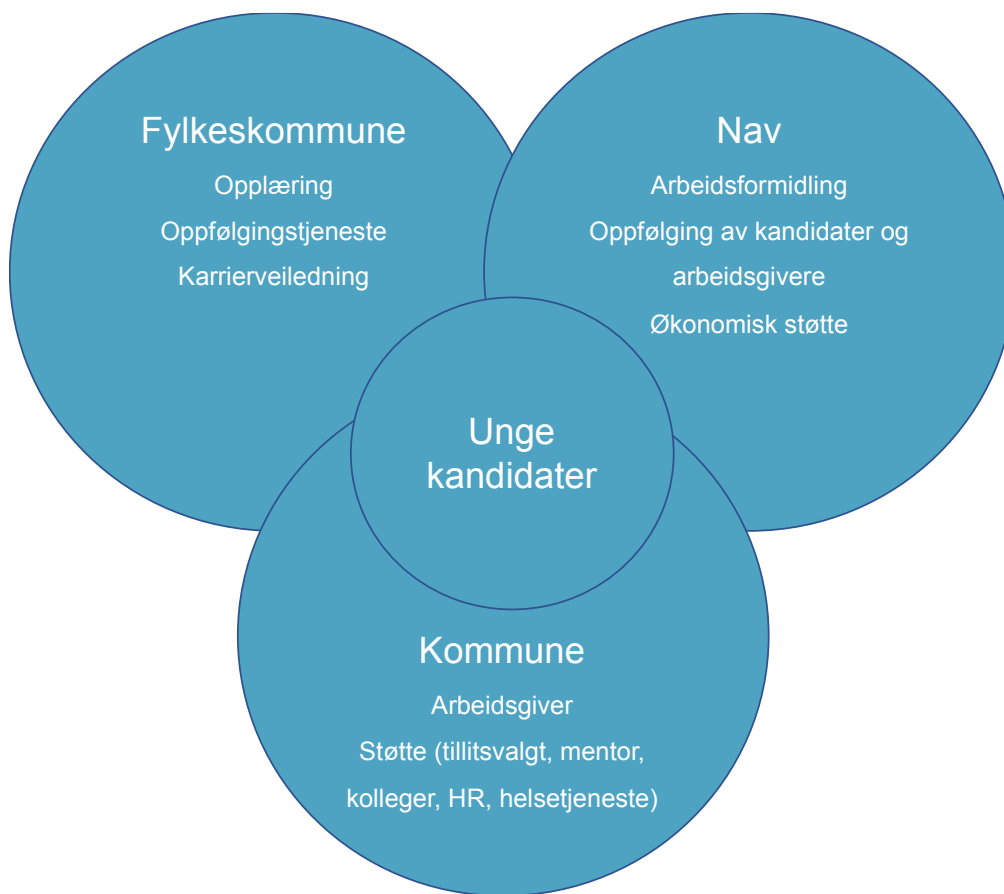 Fylkeskommune
Opplæring
Oppfølgingstjeneste
Karrierveiledning
Nav
Arbeidsformidling
Oppfølging av kandidater og
arbeidsgivere
Økonomisk støtte
Unge
kandidater
Kommune
Arbeidsgiver
Støtte (tillitsvalgt, mentor,
kolleger, HR, helsetjeneste)